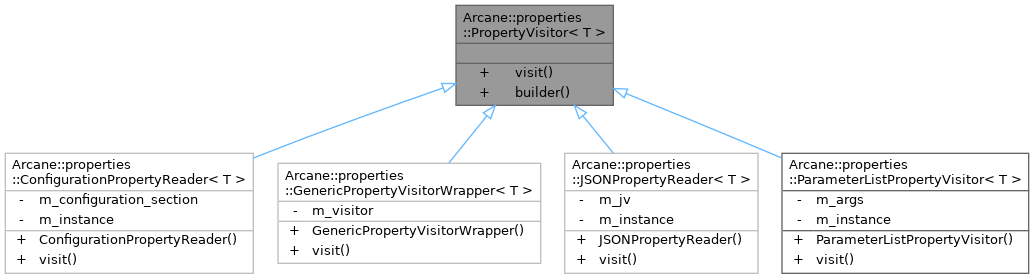 Arcane::properties
::PropertyVisitor< T >
+ visit()
+ builder()
Arcane::properties
::ConfigurationPropertyReader< T >
- m_configuration_section
- m_instance
+ ConfigurationPropertyReader()
+ visit()
Arcane::properties
::GenericPropertyVisitorWrapper< T >
- m_visitor
+ GenericPropertyVisitorWrapper()
+ visit()
Arcane::properties
::JSONPropertyReader< T >
- m_jv
- m_instance
+ JSONPropertyReader()
+ visit()
Arcane::properties
::ParameterListPropertyVisitor< T >
- m_args
- m_instance
+ ParameterListPropertyVisitor()
+ visit()